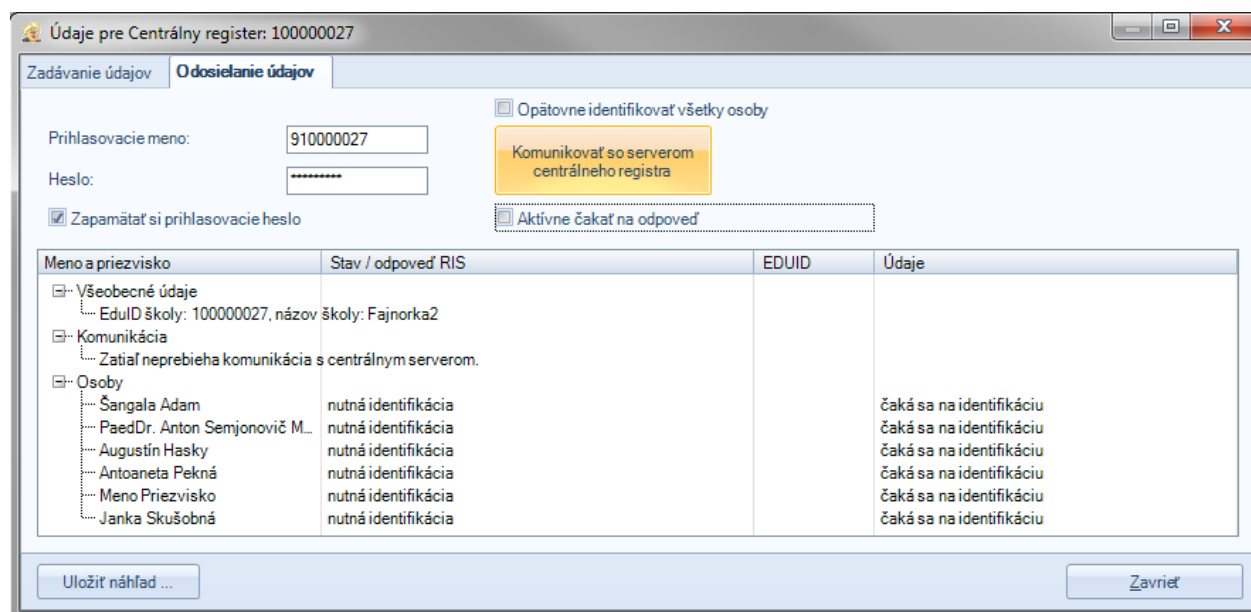 Údaje pre Centrálny register: 100000027
Zadávanie údajov Odosielanie údajov
Opätovne identifikovať všetky osoby
Prihlasovacie meno: 910000027
Komunikovať so serverom
centrálneho registra
Heslo: *********
Zapamätať si prihlasovacie heslo
Aktívne čakať na odpoveď
Meno a priezvisko Stav / odpoveď RIS EDUID Údaje
Všeobecné údaje
EduID školy: 100000027, názov školy: Fajnorka2
Komunikácia
Zatiaľ neprebieha komunikácia s centrálnym serverom.
Osoby
Šangala Adam nutná identifikácia čaká sa na identifikáciu
PaedDr. Anton Semjonovič M... nutná identifikácia čaká sa na identifikáciu
Augustín Hasky nutná identifikácia čaká sa na identifikáciu
Antoaneta Pekná nutná identifikácia čaká sa na identifikáciu
Meno Priezvisko nutná identifikácia čaká sa na identifikáciu
Janka Skušobná nutná identifikácia čaká sa na identifikáciu
Uložiť náhľad ... Zavrieť